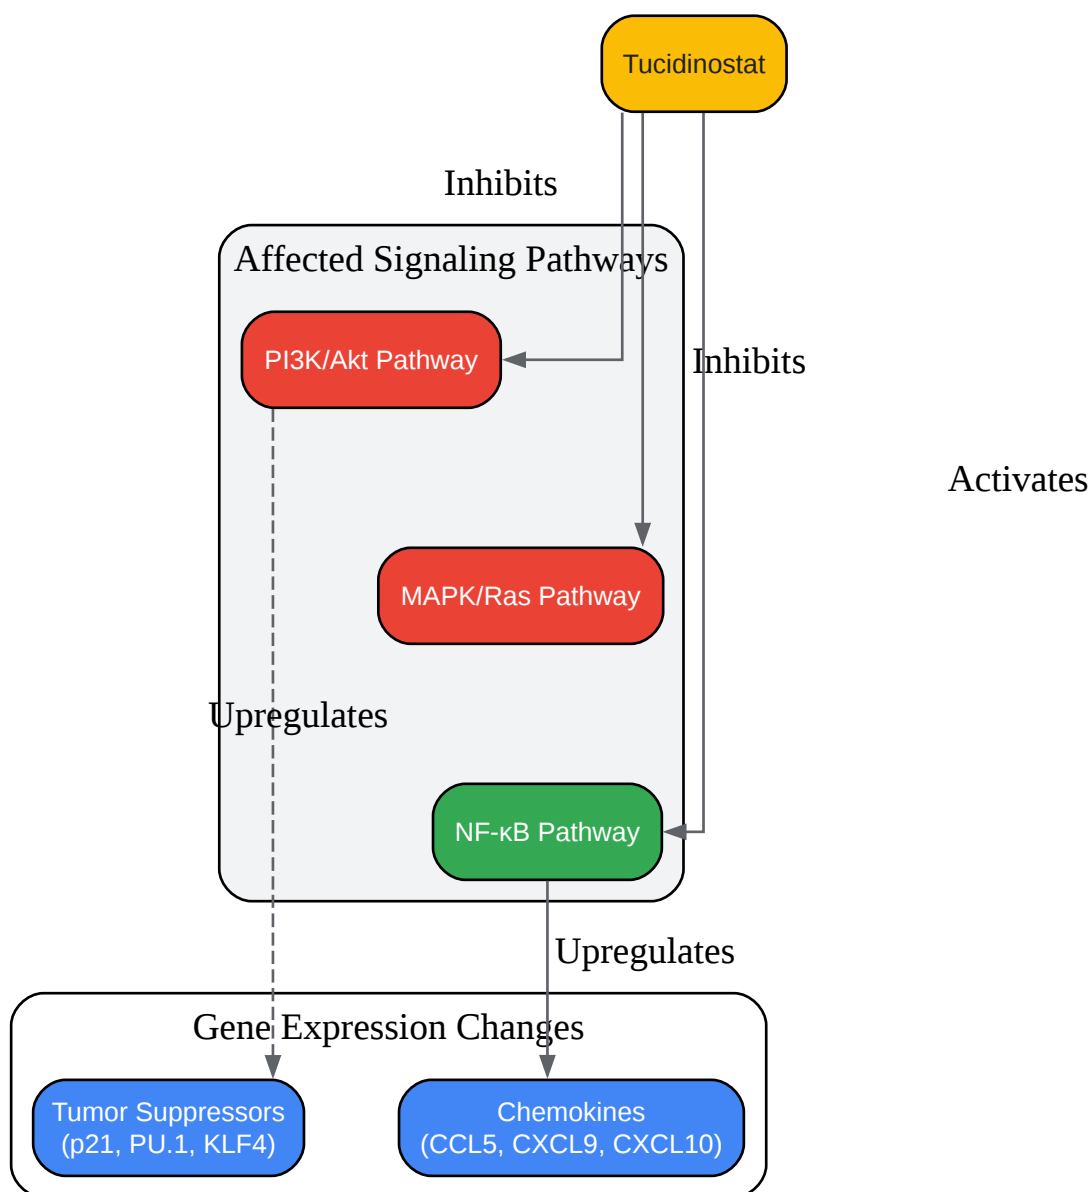 Tucidinostat
Inhibits
Affected Signaling Pathways
PI3K/Akt Pathway
Inhibits
Activates
MAPK/Ras Pathway
Upregulates
NF-κB Pathway
Upregulates
Gene Expression Changes
Tumor Suppressors
(p21, PU.1, KLF4)
Chemokines
(CCL5, CXCL9, CXCL10)